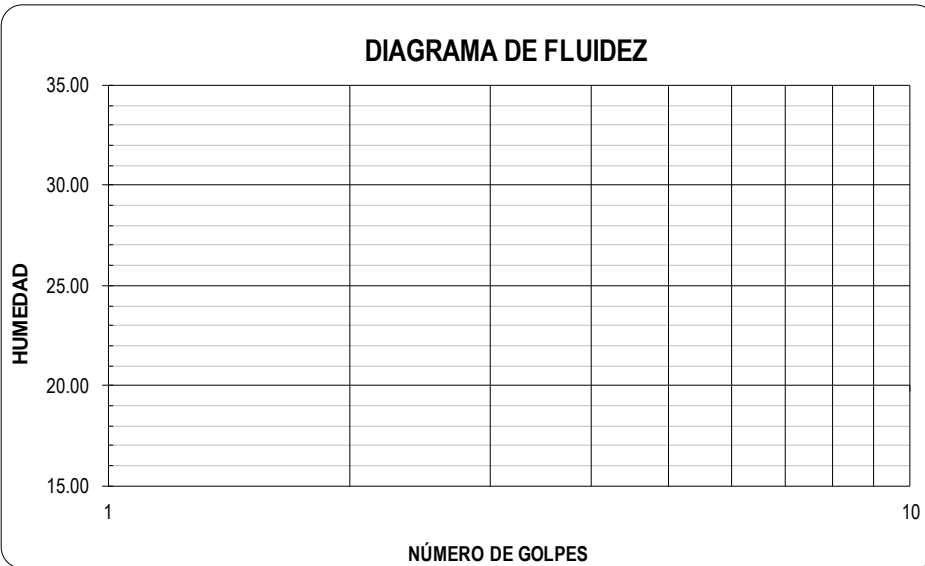 DIAGRAMA DE FLUIDEZ
35.00
30.00
25.00
20.00
15.00
HUMEDAD
1
10
NÚMERO DE GOLPES